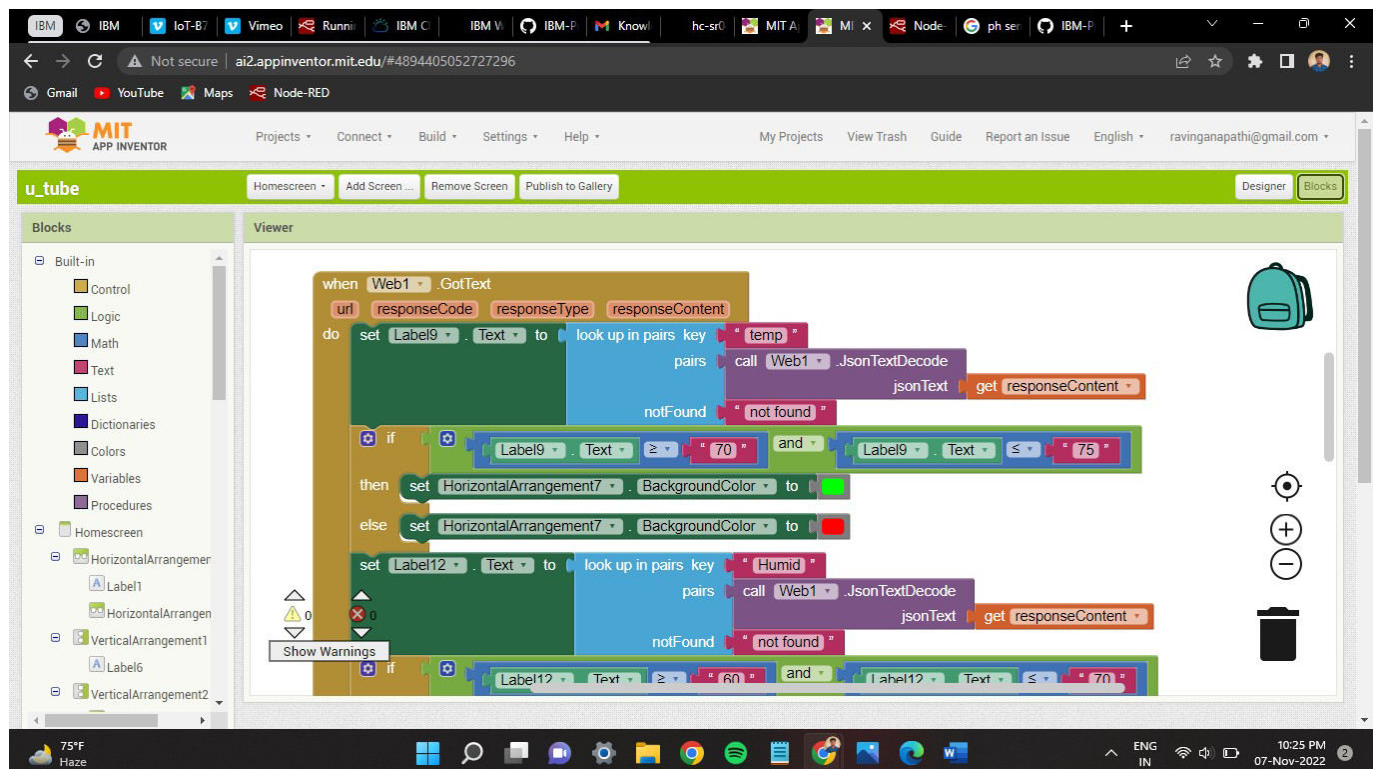 IBM IBM IoT-B7 Vimeo Runni IBM Cl IBM W IBM-P Knowl hc-sr0 MIT A MI Node- ph sen IBM-P
Not secure ai2.appinventor.mit.edu/#4894405052727296
Gmail YouTube Maps Node-RED
MIT
APP INVENTOR
Projects Connect Build Settings Help My Projects View Trash Guide Report an Issue English ravinganapathi@gmail.com
u_tube Homescreen Add Screen ... Remove Screen Publish to Gallery Designer Blocks
Blocks Viewer
Built-in
Control
Logic
Math
Text
Lists
Dictionaries
Colors
Variables
Procedures
Homescreen
HorizontalArrangemer
Label1
HorizontalArrangen
VerticalArrangement1
Label6
VerticalArrangement2
when Web1 .GotText
url responseCode responseType responseContent
do set Label9 . Text to look up in pairs key " temp "
pairs call Web1 .JsonTextDecode
jsonText get responseContent
notFound " not found "
if Label9 . Text ≥ " 70 " and Label9 . Text ≤ " 75 "
then set HorizontalArrangement7 . BackgroundColor to
else set HorizontalArrangement7 . BackgroundColor to
set Label12 . Text to look up in pairs key " Humid "
pairs call Web1 .JsonTextDecode
jsonText get responseContent
notFound " not found "
if Label12 . Text ≥ " 60 " and Label12 . Text ≤ " 70 "
0 0
Show Warnings
75°F
Haze
ENG
IN
10:25 PM
07-Nov-2022
2